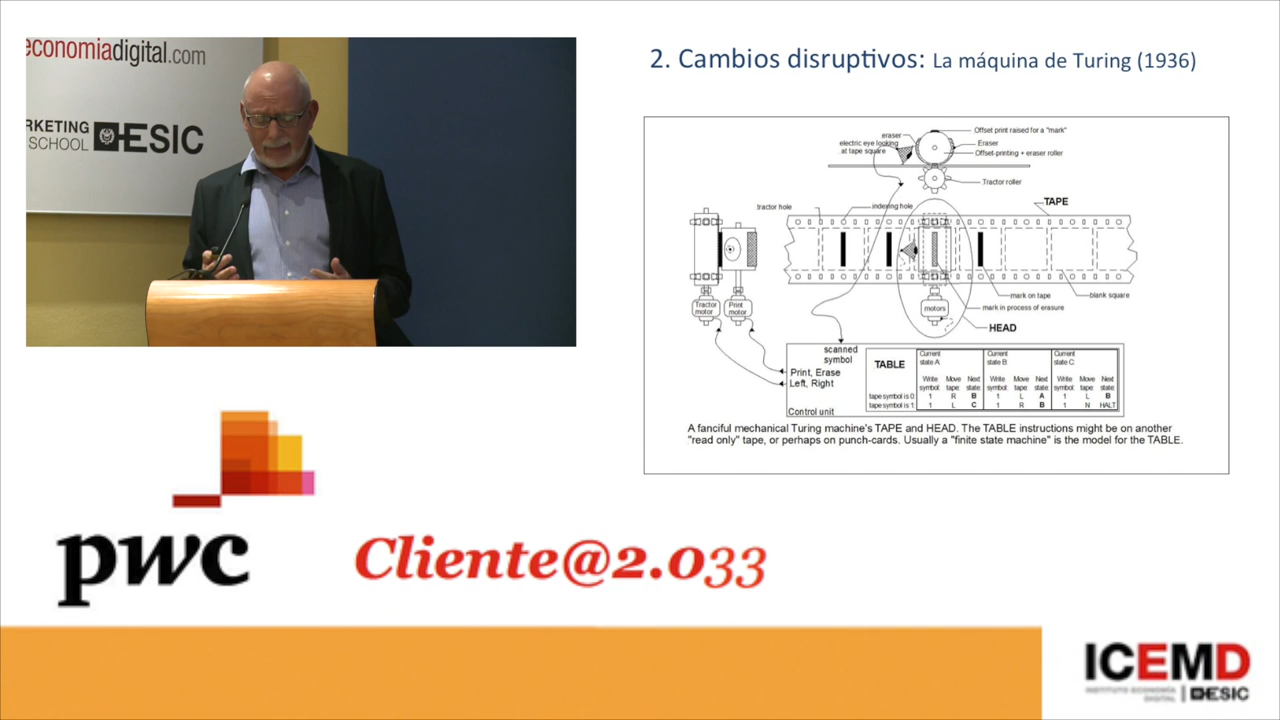 economiadigital.com
RKETING
SCHOOL
ESIC
2. Cambios disruptivos: La máquina de Turing (1936)
Offset print raised for a "mark"
eraser
Eraser
electric eye looking
at tape square
Offset-printing + eraser roller
Tractor roller
TAPE
tractor hole
indexing hole
Tractor
motor
Print
motor
motors
mark on tape
blank square
mark in process of erasure
HEAD
scanned
symbol
Print, Erase
Left, Right
Control unit
TABLE
Current
state A
Current
state B
Current
state C
Write
symbol
Move
tape
Next
state
Write
symbol
Move
tape
Next
state
Write
symbol
Move
tape
Next
state
tape symbol is 0 1 R B 1 L A 1 L B
tape symbol is 1 1 L C 1 R B 1 N HALT
A fanciful mechanical Turing machine's TAPE and HEAD. The TABLE instructions might be on another
"read only" tape, or perhaps on punch-cards. Usually a "finite state machine" is the model for the TABLE.
pwc
Cliente@2.033
ICEMD
INSTITUTO ECONOMÍA
DIGITAL
ESIC